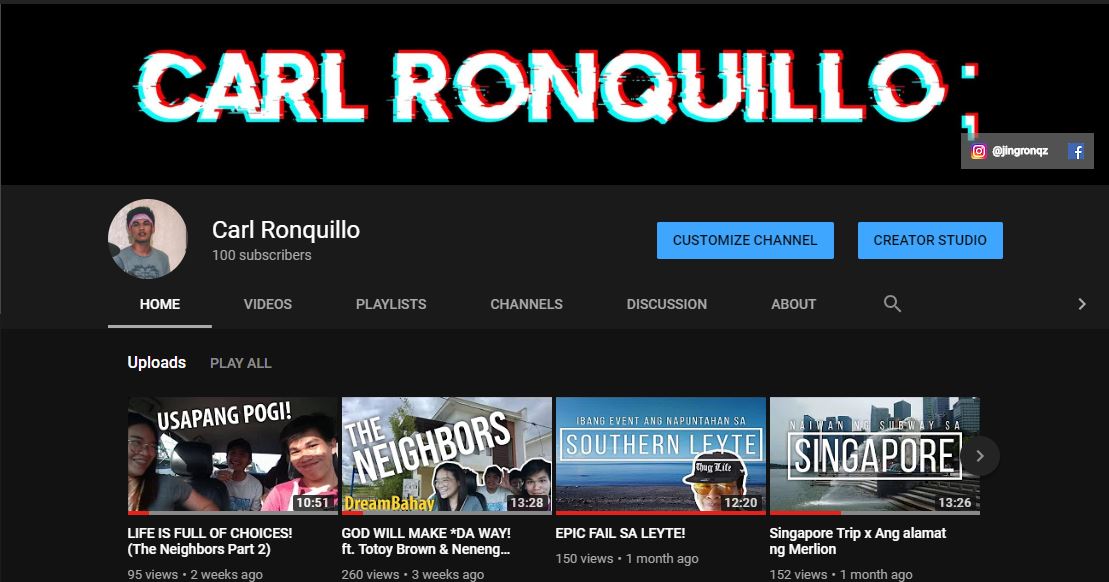 CARL RONQUILLO;
@jingronqz
Carl Ronquillo
100 subscribers
CUSTOMIZE CHANNEL
CREATOR STUDIO
HOME
VIDEOS
PLAYLISTS
CHANNELS
DISCUSSION
ABOUT
Uploads
PLAY ALL
USAPANG POGI!
10:51
LIFE IS FULL OF CHOICES!
(The Neighbors Part 2)
95 views • 2 weeks ago
THE
NEIGHBORS
DreamBahay
13:28
GOD WILL MAKE *DA WAY!
ft. Totoy Brown & Neneng...
260 views • 3 weeks ago
IBANG EVENT ANG NAPUNTAHAN SA
SOUTHERN LEYTE
Thug Life
12:20
EPIC FAIL SA LEYTE!
150 views • 1 month ago
NAIWAN NG SUBWAY SA
SINGAPORE
13:26
Singapore Trip x Ang alamat
ng Merlion
152 views • 1 month ago